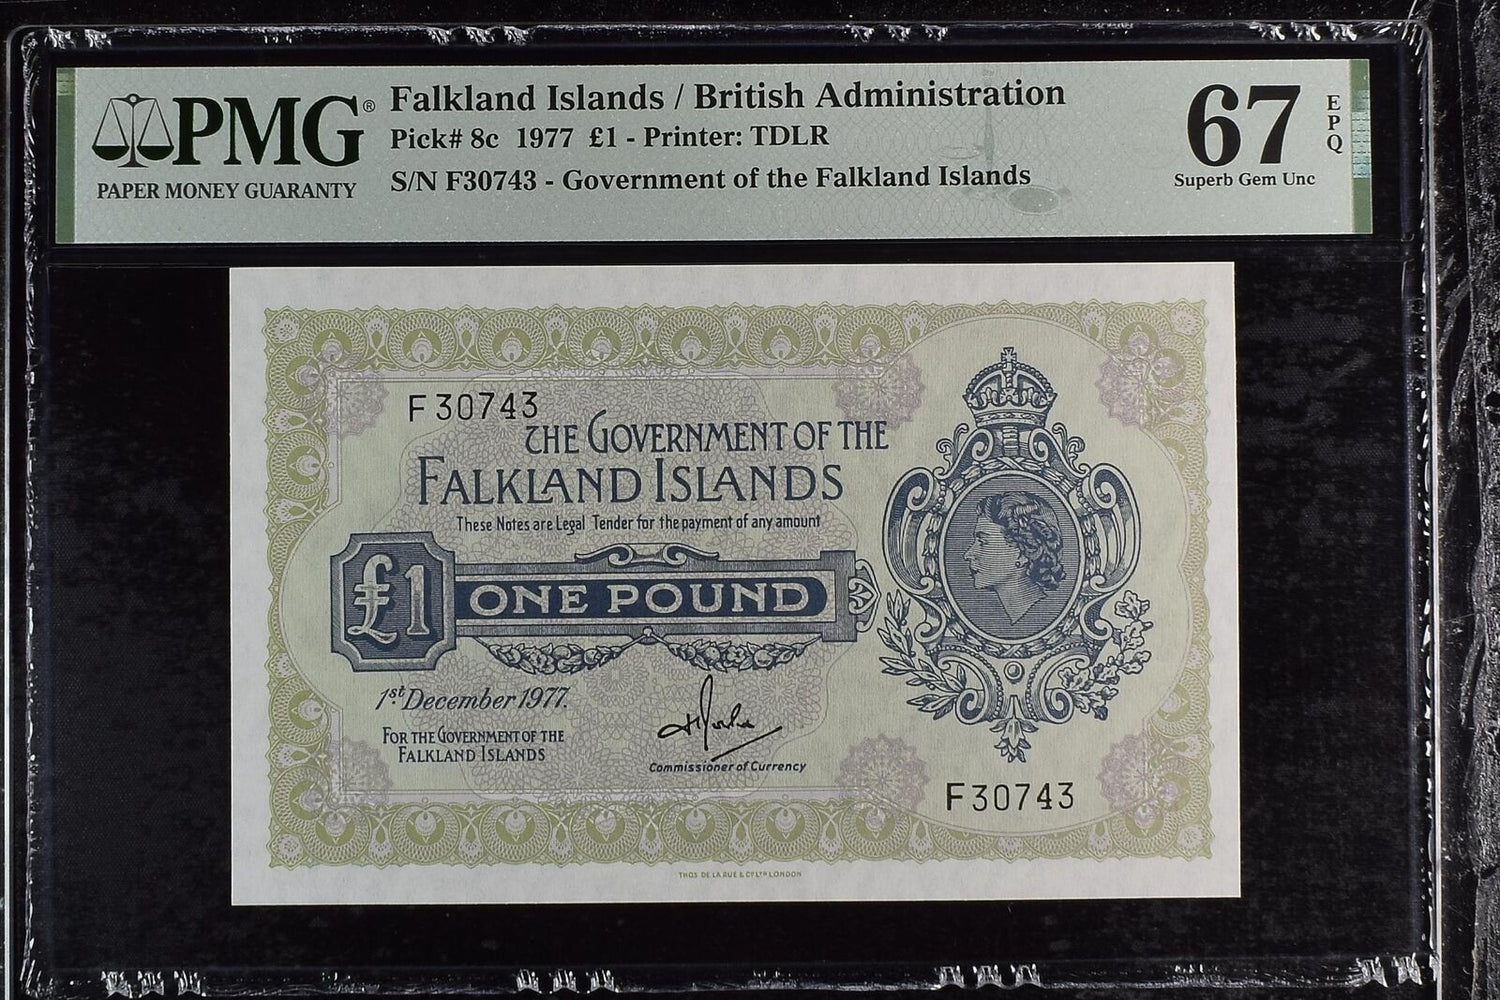 PMG®
PAPER MONEY GUARANTY
Falkland Islands / British Administration
Pick# 8c 1977 £1 - Printer: TDLR
S/N F30743 - Government of the Falkland Islands
67
EPQ
Superb Gem Unc
F30743
THE GOVERNMENT OF THE
FALKLAND ISLANDS
These Notes are Legal Tender for the payment of any amount
£1
ONE POUND
1st December 1977.
FOR THE GOVERNMENT OF THE
FALKLAND ISLANDS
Commissioner of Currency
F30743
THOS DE LA RUE & CO LTD LONDON